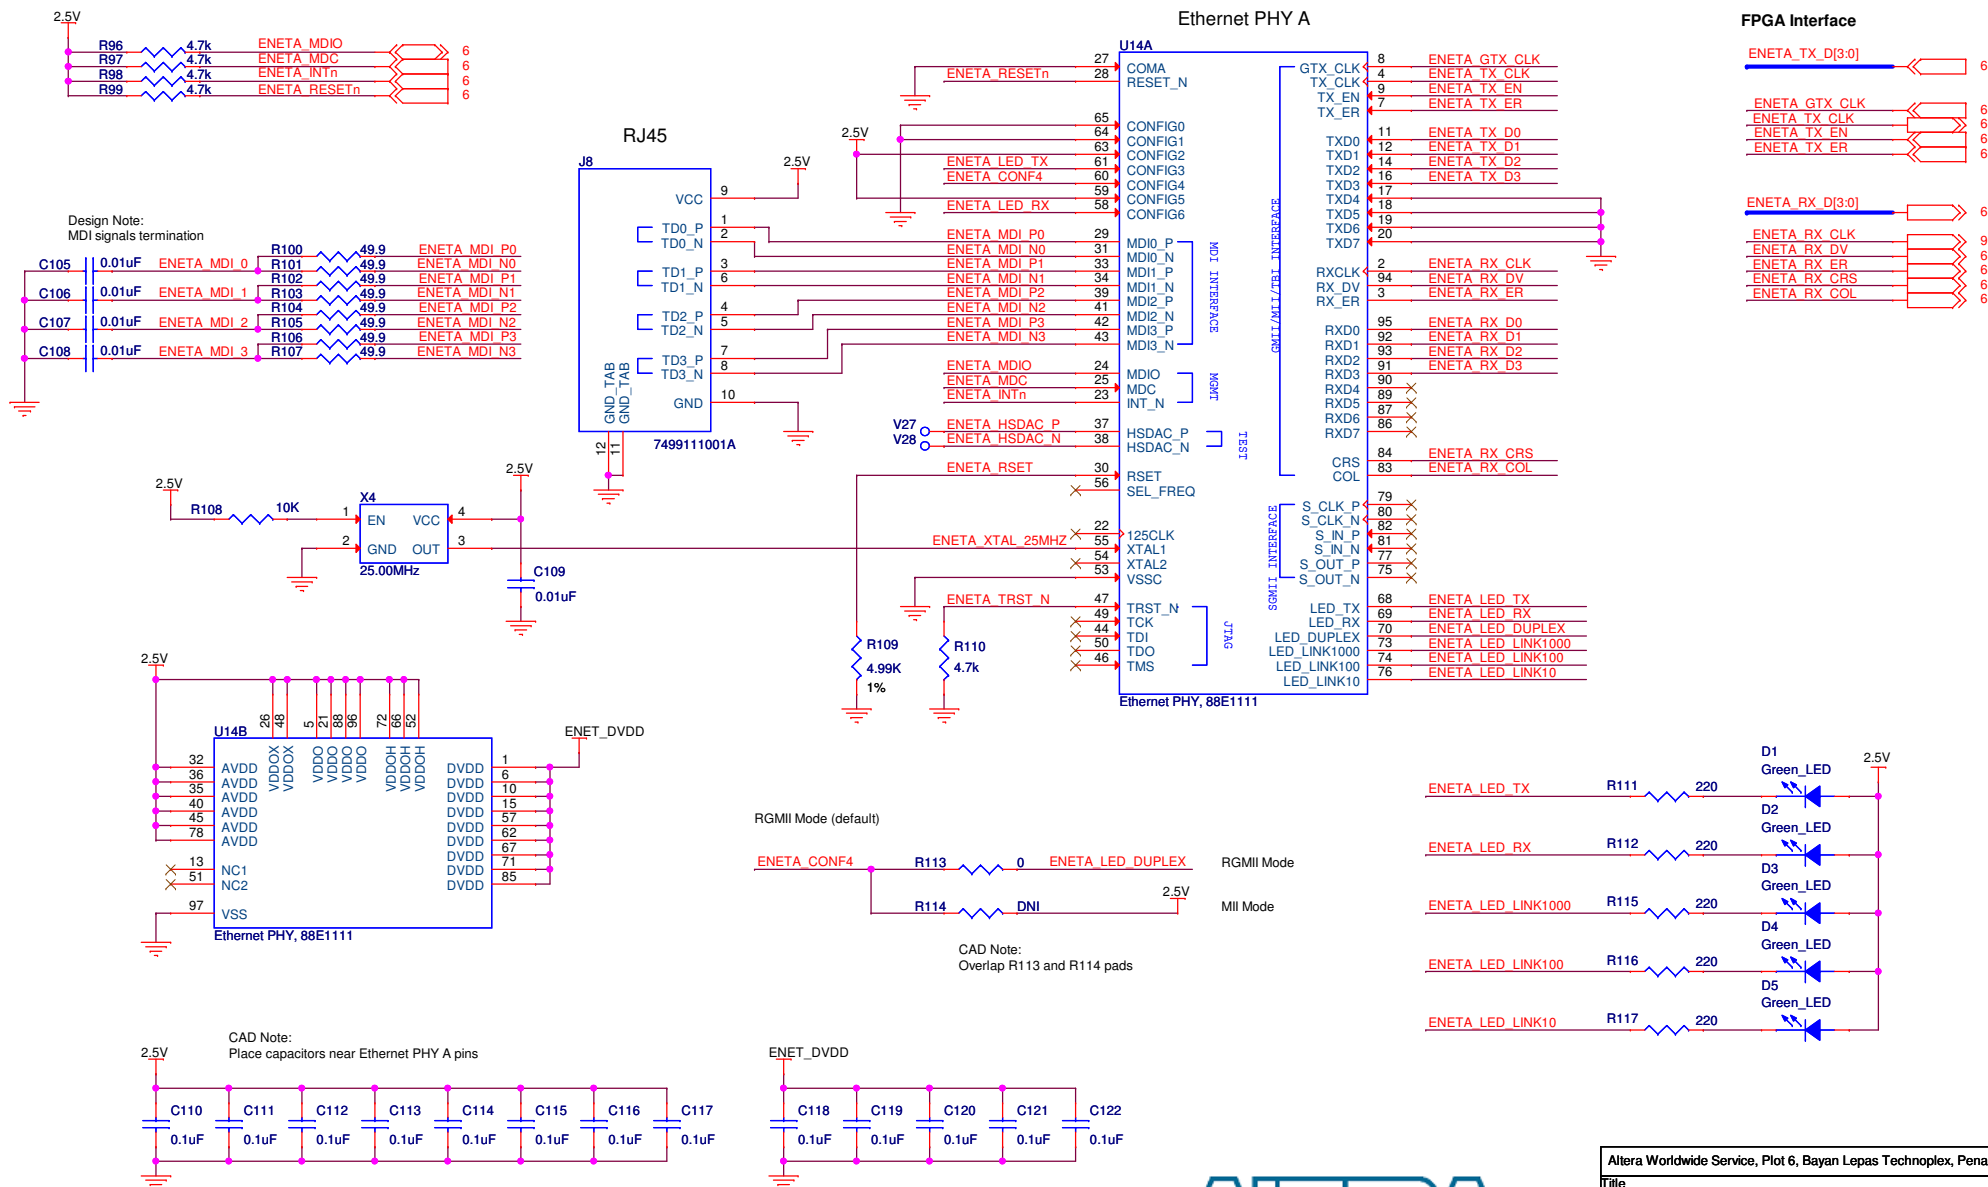 2.5V
R96 4.7k ENETA_MDIO 6
R97 4.7k ENETA_MDC 6
R98 4.7k ENETA_INTn 6
R99 4.7k ENETA_RESETn 6
Design Note:
MDI signals termination
R100 49.9 ENETA_MDI_P0
C105 0.01uF ENETA_MDI_0 R101 49.9 ENETA_MDI_N0
R102 49.9 ENETA_MDI_P1
C106 0.01uF ENETA_MDI_1 R103 49.9 ENETA_MDI_N1
R104 49.9 ENETA_MDI_P2
C107 0.01uF ENETA_MDI_2 R105 49.9 ENETA_MDI_N2
R106 49.9 ENETA_MDI_P3
C108 0.01uF ENETA_MDI_3 R107 49.9 ENETA_MDI_N3
RJ45
J8
2.5V
VCC 9
TD0_P 1
TD0_N 2
TD1_P 3
TD1_N 6
TD2_P 4
TD2_N 5
TD3_P 7
TD3_N 8
GND 10
GND_TAB 12
GND_TAB 11
7499111001A
Ethernet PHY A
U14A
27 COMA
ENETA_RESETn 28 RESET_N
2.5V
65 CONFIG0
64 CONFIG1
63 CONFIG2
ENETA_LED_TX 61 CONFIG3
ENETA_CONF4 60 CONFIG4
59 CONFIG5
ENETA_LED_RX 58 CONFIG6
ENETA_MDI_P0 29 MDI0_P
ENETA_MDI_N0 31 MDI0_N
ENETA_MDI_P1 33 MDI1_P
ENETA_MDI_N1 34 MDI1_N
ENETA_MDI_P2 39 MDI2_P
ENETA_MDI_N2 41 MDI2_N
ENETA_MDI_P3 42 MDI3_P
ENETA_MDI_N3 43 MDI3_N
MDI INTERFACE
ENETA_MDIO 24 MDIO
ENETA_MDC 25 MDC
ENETA_INTn 23 INT_N
MGMT
V27 ENETA_HSDAC_P 37 HSDAC_P
V28 ENETA_HSDAC_N 38 HSDAC_N
TEST
ENETA_RSET 30 RSET
56 SEL_FREQ
22 125CLK
ENETA_XTAL_25MHZ 55 XTAL1
54 XTAL2
53 VSSC
ENETA_TRST_N 47 TRST_N
49 TCK
44 TDI
50 TDO
46 TMS
JTAG
R109
4.99K
1%
R110
4.7k
Ethernet PHY, 88E1111
GTX_CLK 8 ENETA_GTX_CLK
TX_CLK 4 ENETA_TX_CLK
TX_EN 9 ENETA_TX_EN
TX_ER 7 ENETA_TX_ER
TXD0 11 ENETA_TX_D0
TXD1 12 ENETA_TX_D1
TXD2 14 ENETA_TX_D2
TXD3 16 ENETA_TX_D3
TXD4 17
TXD5 18
TXD6 19
TXD7 20
GMII/MII/TBI INTERFACE
RXCLK 2 ENETA_RX_CLK
RX_DV 94 ENETA_RX_DV
RX_ER 3 ENETA_RX_ER
RXD0 95 ENETA_RX_D0
RXD1 92 ENETA_RX_D1
RXD2 93 ENETA_RX_D2
RXD3 91 ENETA_RX_D3
RXD4 90
RXD5 89
RXD6 87
RXD7 86
CRS 84 ENETA_RX_CRS
COL 83 ENETA_RX_COL
S_CLK_P 79
S_CLK_N 80
S_IN_P 82
S_IN_N 81
S_OUT_P 77
S_OUT_N 75
SGMII INTERFACE
LED_TX 68 ENETA_LED_TX
LED_RX 69 ENETA_LED_RX
LED_DUPLEX 70 ENETA_LED_DUPLEX
LED_LINK1000 73 ENETA_LED_LINK1000
LED_LINK100 74 ENETA_LED_LINK100
LED_LINK10 76 ENETA_LED_LINK10
FPGA Interface
ENETA_TX_D[3:0] 6
ENETA_GTX_CLK 6
ENETA_TX_CLK 6
ENETA_TX_EN 6
ENETA_TX_ER 6
ENETA_RX_D[3:0] 6
ENETA_RX_CLK 9
ENETA_RX_DV 6
ENETA_RX_ER 6
ENETA_RX_CRS 6
ENETA_RX_COL 6
2.5V
R108 10K
X4
2.5V
1 EN VCC 4
2 GND OUT 3
25.00MHz
C109
0.01uF
2.5V
26 48 5 21 88 96 72 66 52
U14B
VDDOX VDDOX VDDO VDDO VDDO VDDO VDDOH VDDOH VDDOH
ENET_DVDD
32 AVDD DVDD 1
36 AVDD DVDD 6
35 AVDD DVDD 10
40 AVDD DVDD 15
45 AVDD DVDD 57
78 AVDD DVDD 62
DVDD 67
13 NC1 DVDD 71
51 NC2 DVDD 85
97 VSS
Ethernet PHY, 88E1111
RGMII Mode (default)
ENETA_CONF4 R113 0 ENETA_LED_DUPLEX RGMII Mode
2.5V
R114 DNI MII Mode
CAD Note:
Overlap R113 and R114 pads
D1 2.5V
Green_LED
ENETA_LED_TX R111 220
D2
Green_LED
ENETA_LED_RX R112 220
D3
Green_LED
ENETA_LED_LINK1000 R115 220
D4
Green_LED
ENETA_LED_LINK100 R116 220
D5
Green_LED
ENETA_LED_LINK10 R117 220
CAD Note:
Place capacitors near Ethernet PHY A pins
2.5V
C110 C111 C112 C113 C114 C115 C116 C117
0.1uF 0.1uF 0.1uF 0.1uF 0.1uF 0.1uF 0.1uF 0.1uF
ENET_DVDD
C118 C119 C120 C121 C122
0.1uF 0.1uF 0.1uF 0.1uF 0.1uF
ALTERA
Altera Worldwide Service, Plot 6, Bayan Lepas Technoplex, Pena
Title